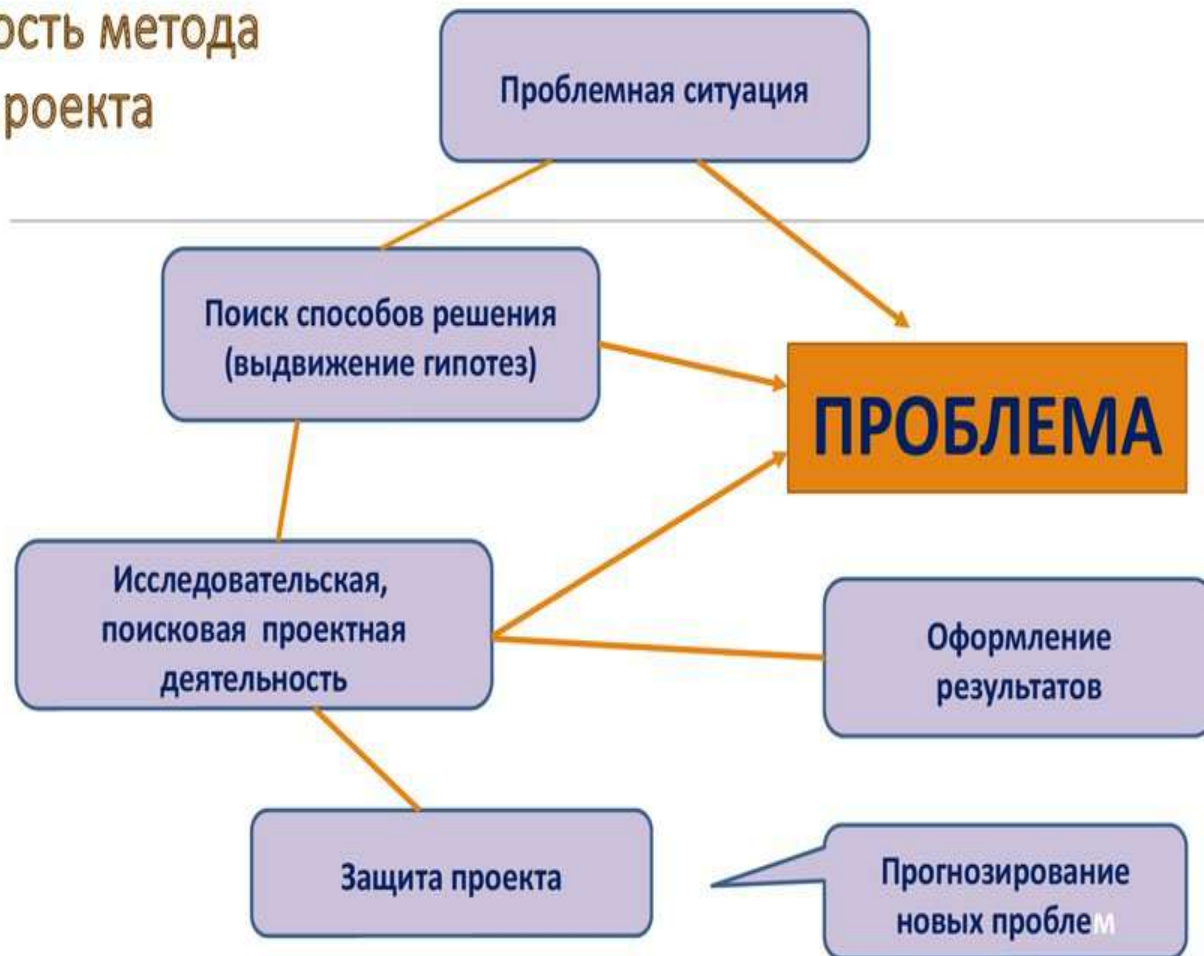 ость метода
роекта
Проблемная ситуация
Поиск способов решения
(выдвижение гипотез)
ПРОБЛЕМА
Исследовательская,
поисковая проектная
деятельность
Оформление
результатов
Защита проекта
Прогнозирование
новых проблем